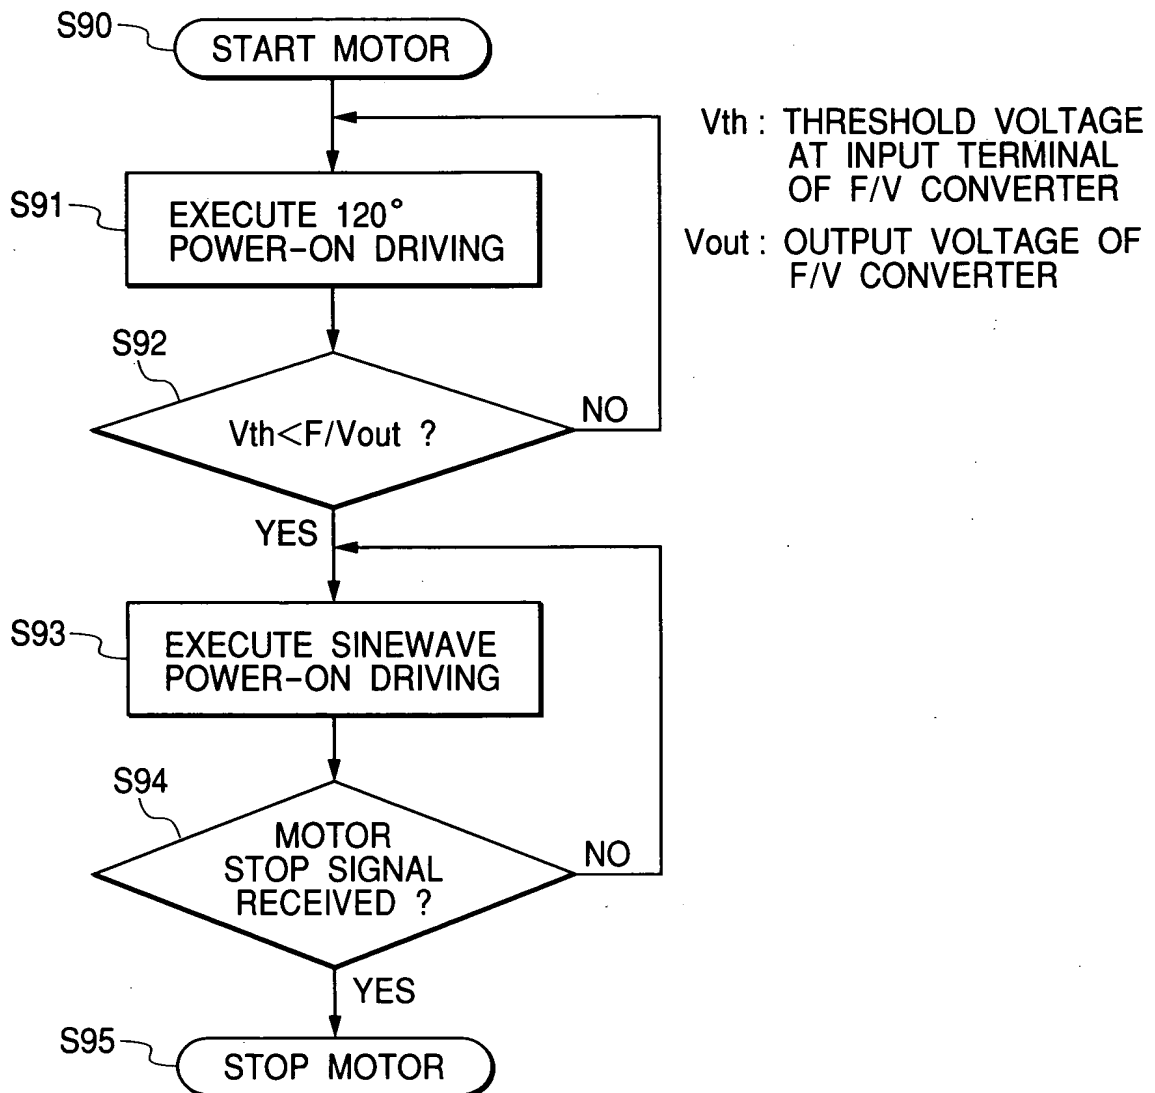 S90
START MOTOR
Vth : THRESHOLD VOLTAGE
AT INPUT TERMINAL
OF F/V CONVERTER
Vout : OUTPUT VOLTAGE OF
F/V CONVERTER
S91
EXECUTE 120°
POWER-ON DRIVING
S92
Vth<F/Vout ?
NO
YES
S93
EXECUTE SINEWAVE
POWER-ON DRIVING
S94
MOTOR
STOP SIGNAL
RECEIVED ?
NO
YES
S95
STOP MOTOR